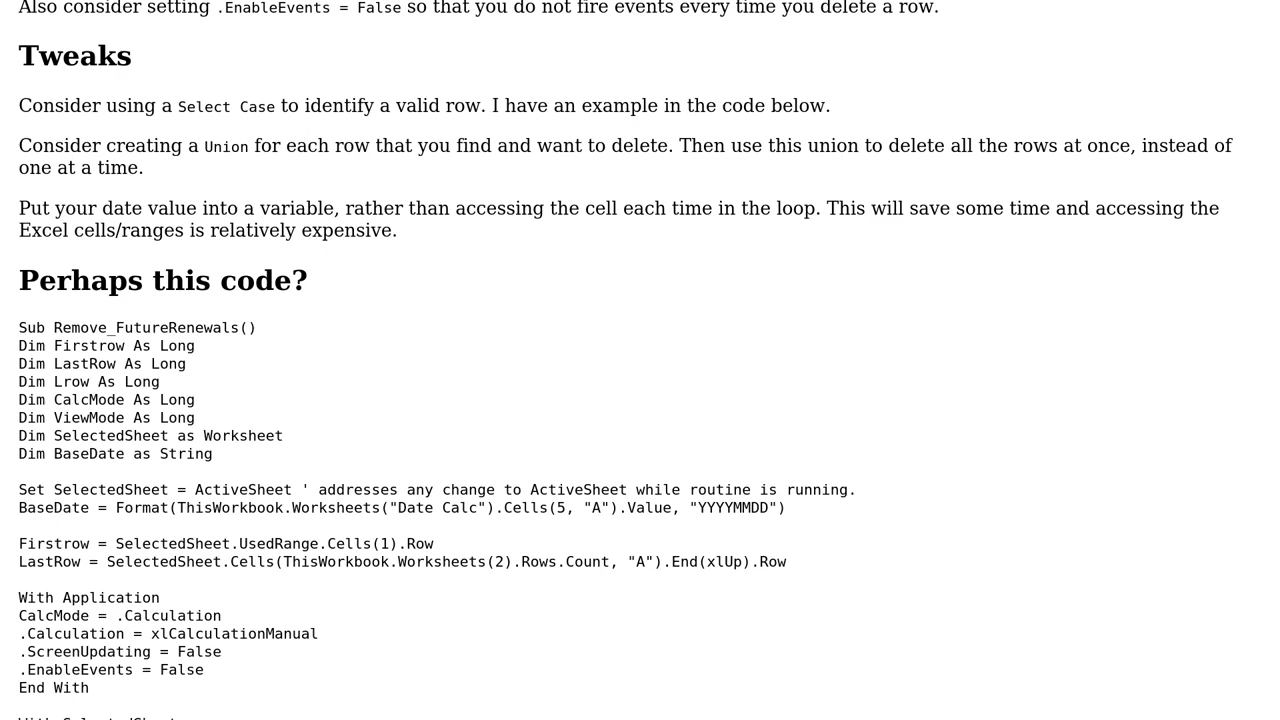 Also consider setting .EnableEvents = False so that you do not fire events every time you delete a row.
Tweaks
Consider using a Select Case to identify a valid row. I have an example in the code below.
Consider creating a Union for each row that you find and want to delete. Then use this union to delete all the rows at once, instead of
one at a time.
Put your date value into a variable, rather than accessing the cell each time in the loop. This will save some time and accessing the
Excel cells/ranges is relatively expensive.
Perhaps this code?
Sub Remove_FutureRenewals()
Dim Firstrow As Long
Dim LastRow As Long
Dim Lrow As Long
Dim CalcMode As Long
Dim ViewMode As Long
Dim SelectedSheet as Worksheet
Dim BaseDate as String
Set SelectedSheet = ActiveSheet ' addresses any change to ActiveSheet while routine is running.
BaseDate = Format(ThisWorkbook.Worksheets("Date Calc").Cells(5, "A").Value, "YYYYMMDD")
Firstrow = SelectedSheet.UsedRange.Cells(1).Row
LastRow = SelectedSheet.Cells(ThisWorkbook.Worksheets(2).Rows.Count, "A").End(xlUp).Row
With Application
CalcMode = .Calculation
.Calculation = xlCalculationManual
.ScreenUpdating = False
.EnableEvents = False
End With